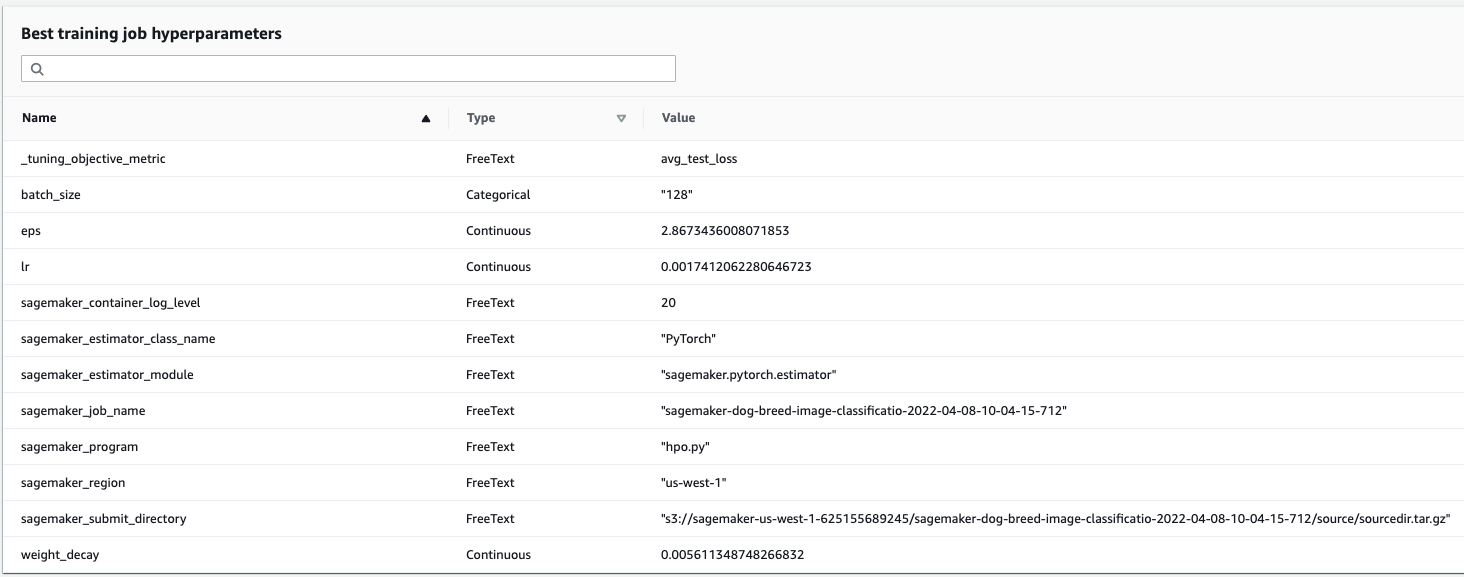 Best training job hyperparameters
Name Type Value
_tuning_objective_metric FreeText avg_test_loss
batch_size Categorical "128"
eps Continuous 2.8673436008071853
lr Continuous 0.0017412062280646723
sagemaker_container_log_level FreeText 20
sagemaker_estimator_class_name FreeText "PyTorch"
sagemaker_estimator_module FreeText "sagemaker.pytorch.estimator"
sagemaker_job_name FreeText "sagemaker-dog-breed-image-classificatio-2022-04-08-10-04-15-712"
sagemaker_program FreeText "hpo.py"
sagemaker_region FreeText "us-west-1"
sagemaker_submit_directory FreeText "s3://sagemaker-us-west-1-625155689245/sagemaker-dog-breed-image-classificatio-2022-04-08-10-04-15-712/source/sourcedir.tar.gz"
weight_decay Continuous 0.005611348748266832